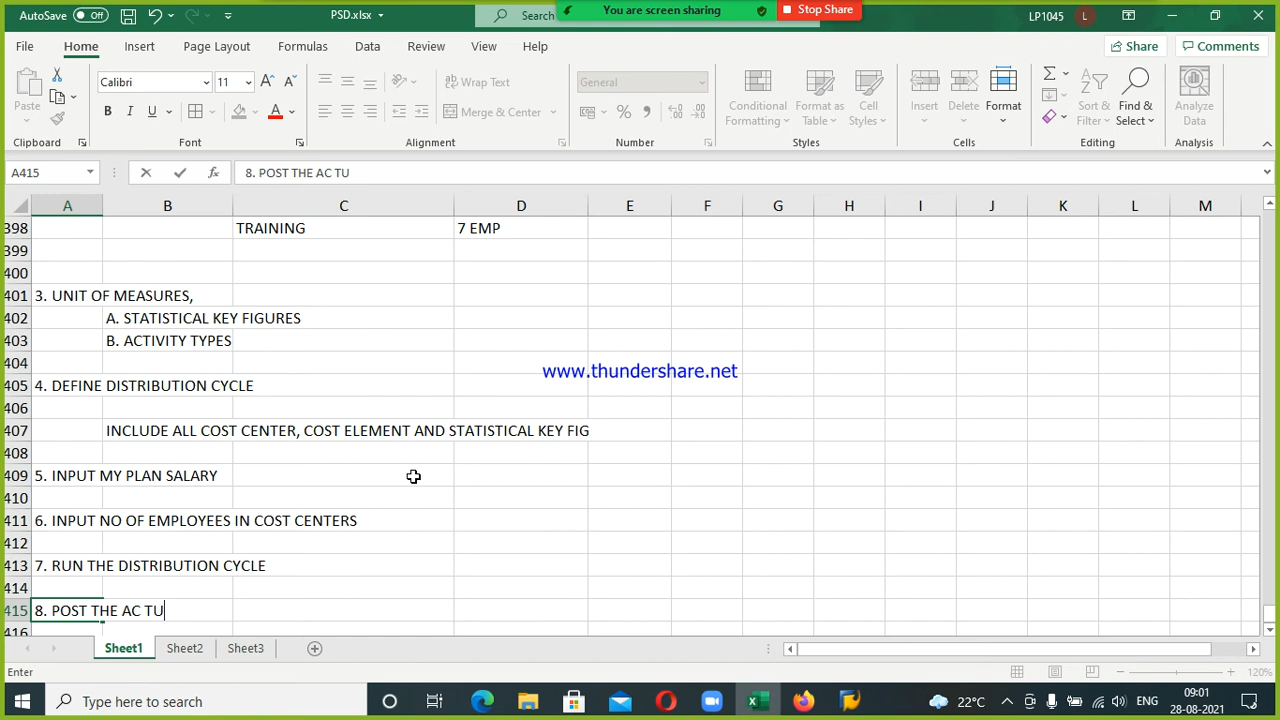 AutoSave Off PSD.xlsx Search You are screen sharing Stop Share LP1045 L
File Home Insert Page Layout Formulas Data Review View Help Share Comments
Paste Calibri 11 Wrap Text General Conditional Formatting Format as Table Cell Styles Insert Delete Format Sort & Filter Find & Select Analyze Data
B I U Merge & Center
Clipboard Font Alignment Number Styles Cells Editing Analysis
A415 fx 8. POST THE AC TU
A B C D E F G H I J K L M
398 TRAINING 7 EMP
399
400
401 3. UNIT OF MEASURES,
402 A. STATISTICAL KEY FIGURES
403 B. ACTIVITY TYPES
404 www.thundershare.net
405 4. DEFINE DISTRIBUTION CYCLE
406
407 INCLUDE ALL COST CENTER, COST ELEMENT AND STATISTICAL KEY FIG
408
409 5. INPUT MY PLAN SALARY
410
411 6. INPUT NO OF EMPLOYEES IN COST CENTERS
412
413 7. RUN THE DISTRIBUTION CYCLE
414
415 8. POST THE AC TU
416
Sheet1 Sheet2 Sheet3
Enter 120%
Type here to search 22°C ENG 09:01
28-08-2021